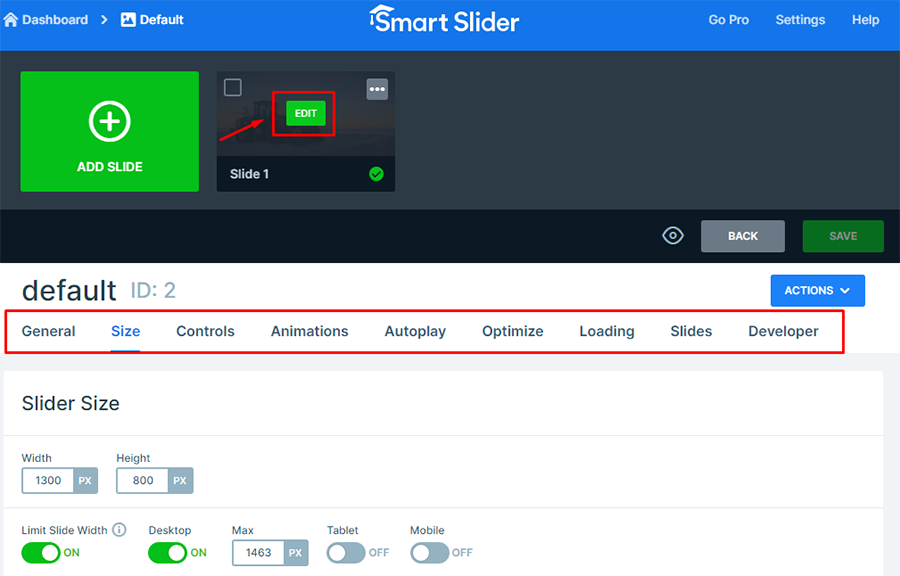 Dashboard > Default
Smart Slider
Go Pro Settings Help
EDIT
ADD SLIDE
Slide 1
BACK SAVE
default ID: 2
ACTIONS
General Size Controls Animations Autoplay Optimize Loading Slides Developer
Slider Size
Width Height
1300 PX 800 PX
Limit Slide Width Desktop Max Tablet Mobile
ON ON 1463 PX OFF OFF